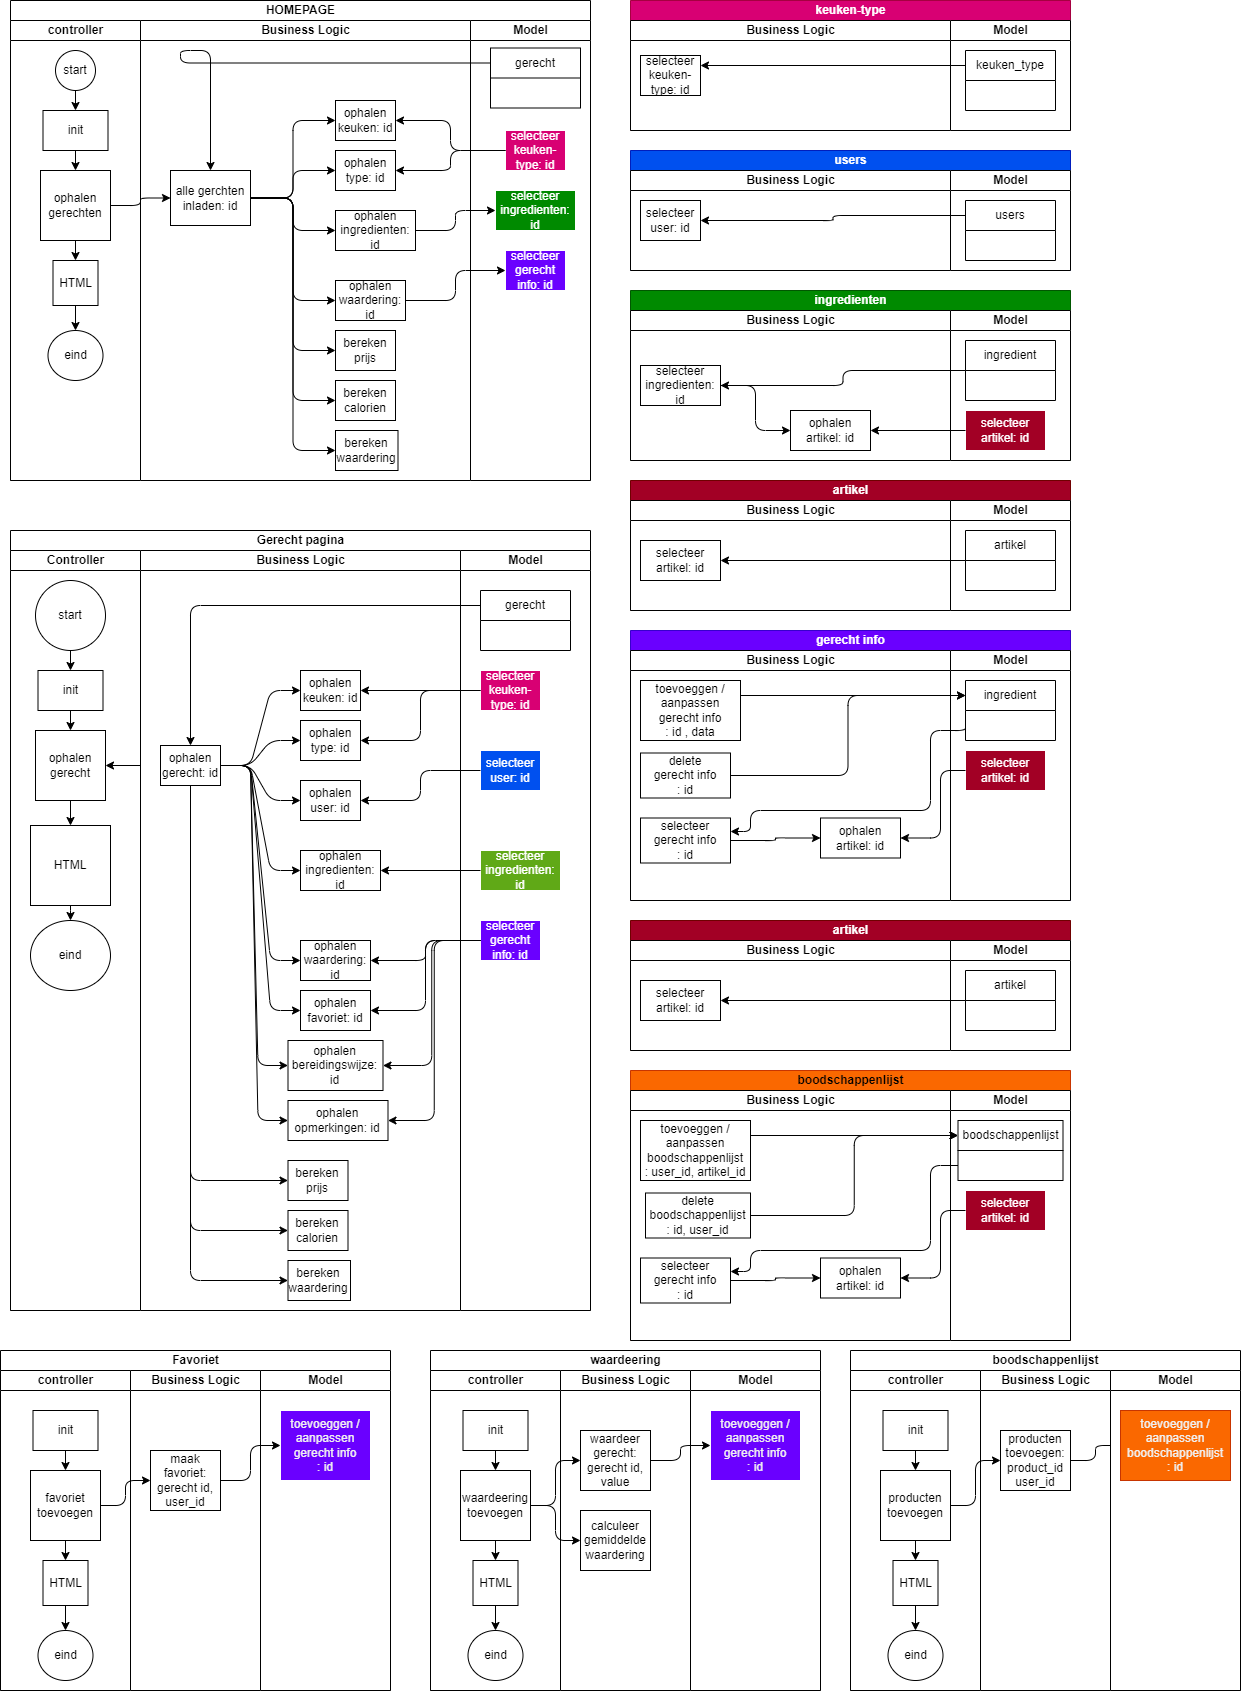 HOMEPAGE
controller
Business Logic
Model
start
init
ophalen
gerechten
HTML
eind
alle gerchten
inladen: id
ophalen
keuken: id
ophalen
type: id
ophalen
ingredienten:
id
ophalen
waardering:
id
bereken
prijs
bereken
calorien
bereken
waardering
gerecht
selecteer
keuken-
type: id
selecteer
ingredienten:
id
selecteer
gerecht
info: id
Gerecht pagina
Controller
Business Logic
Model
start
init
ophalen
gerecht
HTML
eind
ophalen
gerecht: id
ophalen
keuken: id
ophalen
type: id
ophalen
user: id
ophalen
ingredienten:
id
ophalen
waardering:
id
ophalen
favoriet: id
ophalen
bereidingswijze:
id
ophalen
opmerkingen: id
bereken
prijs
bereken
calorien
bereken
waardering
gerecht
selecteer
keuken-
type: id
selecteer
user: id
selecteer
ingredienten:
id
selecteer
gerecht
info: id
keuken-type
Business Logic
Model
selecteer
keuken-
type: id
keuken_type
users
Business Logic
Model
selecteer
user: id
users
ingredienten
Business Logic
Model
selecteer
ingredienten:
id
ophalen
artikel: id
ingredient
selecteer
artikel: id
artikel
Business Logic
Model
selecteer
artikel: id
artikel
gerecht info
Business Logic
Model
toevoeggen /
aanpassen
gerecht info
: id , data
delete
gerecht info
: id
selecteer
gerecht info
: id
ophalen
artikel: id
ingredient
selecteer
artikel: id
artikel
Business Logic
Model
selecteer
artikel: id
artikel
boodschappenlijst
Business Logic
Model
toevoeggen /
aanpassen
boodschappenlijst
: user_id, artikel_id
delete
boodschappenlijst
: id, user_id
selecteer
gerecht info
: id
ophalen
artikel: id
boodschappenlijst
selecteer
artikel: id
Favoriet
controller
Business Logic
Model
init
favoriet
toevoegen
HTML
eind
maak
favoriet:
gerecht id,
user_id
toevoeggen /
aanpassen
gerecht info
: id
waardeering
controller
Business Logic
Model
init
waardeering
toevoegen
HTML
eind
waardeer
gerecht:
gerecht id,
value
calculeer
gemiddelde
waardering
toevoeggen /
aanpassen
gerecht info
: id
boodschappenlijst
controller
Business Logic
Model
init
producten
toevoegen
HTML
eind
producten
toevoegen:
product_id
user_id
toevoeggen /
aanpassen
boodschappenlijst
: id